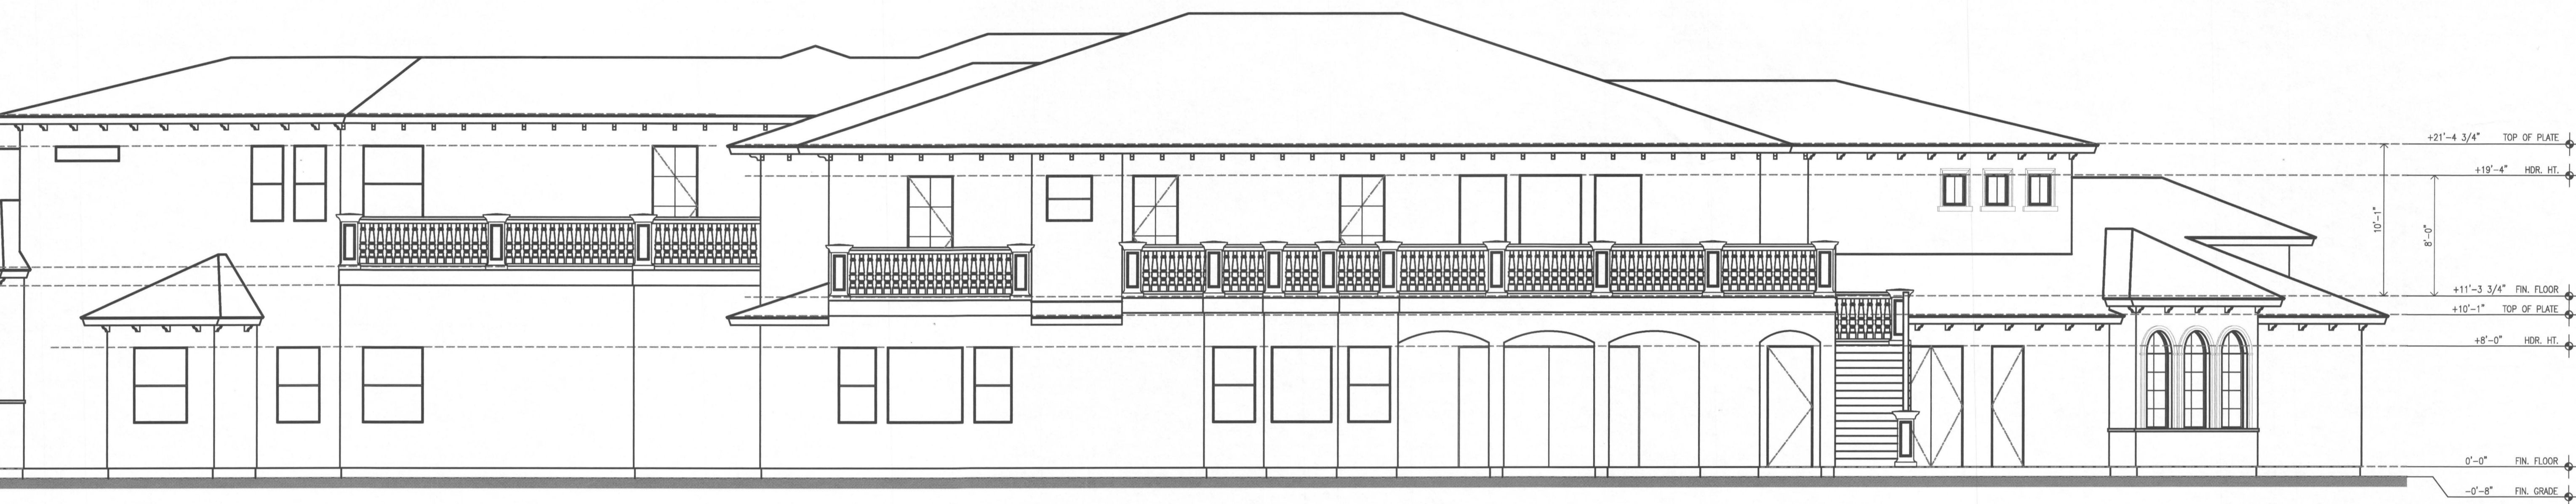 +21'-4 3/4" TOP OF PLATE
+19'-4" HDR. HT.
10'-1"
8'-0"
+11'-3 3/4" FIN. FLOOR
+10'-1" TOP OF PLATE
+8'-0" HDR. HT.
0'-0" FIN. FLOOR
-0'-8" FIN. GRADE